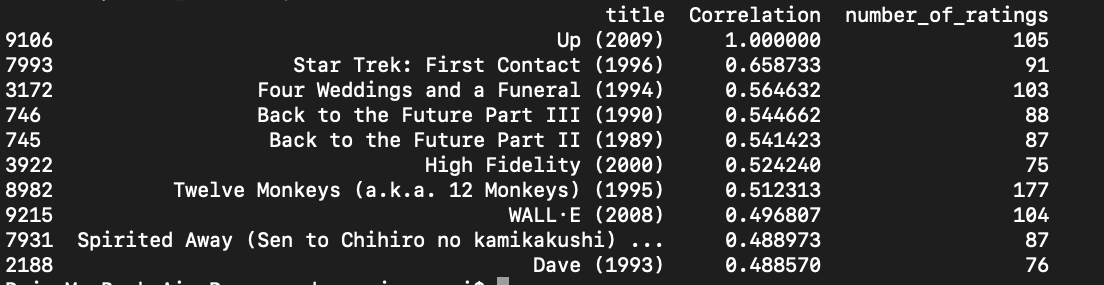 title Correlation number_of_ratings
9106 Up (2009) 1.000000 105
7993 Star Trek: First Contact (1996) 0.658733 91
3172 Four Weddings and a Funeral (1994) 0.564632 103
746 Back to the Future Part III (1990) 0.544662 88
745 Back to the Future Part II (1989) 0.541423 87
3922 High Fidelity (2000) 0.524240 75
8982 Twelve Monkeys (a.k.a. 12 Monkeys) (1995) 0.512313 177
9215 WALL·E (2008) 0.496807 104
7931 Spirited Away (Sen to Chihiro no kamikakushi) ... 0.488973 87
2188 Dave (1993) 0.488570 76